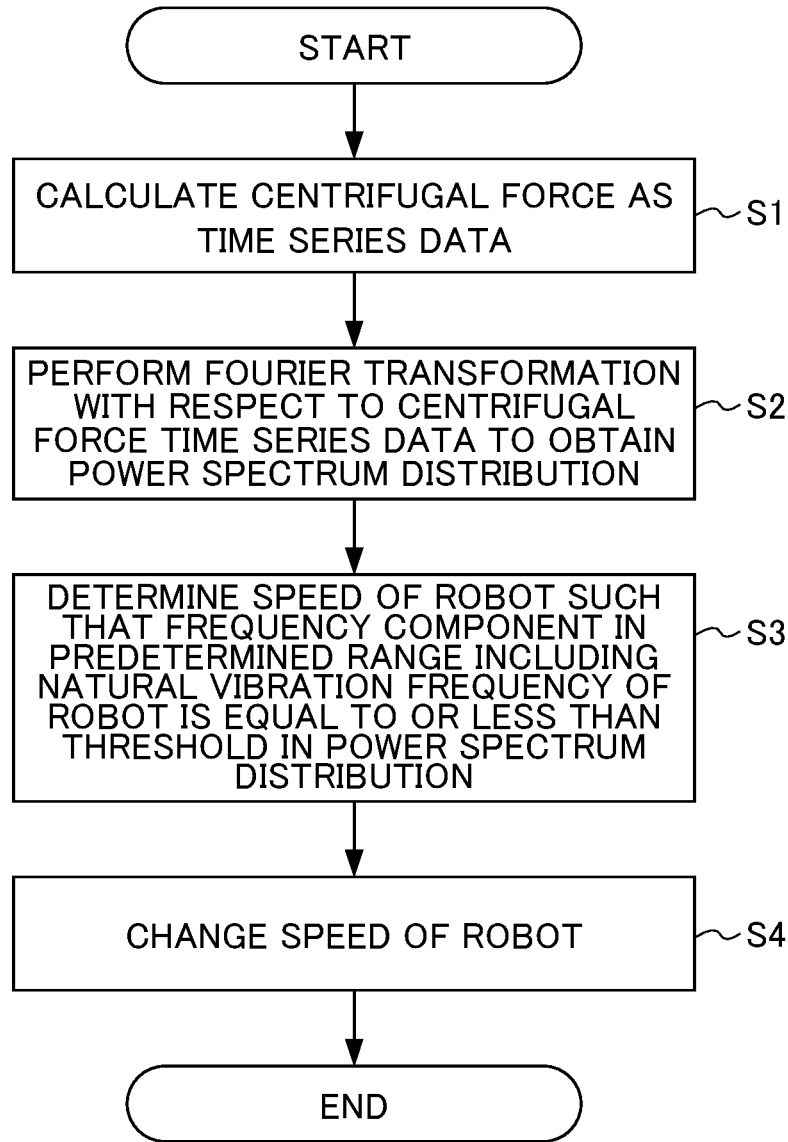 START
CALCULATE CENTRIFUGAL FORCE AS
TIME SERIES DATA
S1
PERFORM FOURIER TRANSFORMATION
WITH RESPECT TO CENTRIFUGAL
FORCE TIME SERIES DATA TO OBTAIN
POWER SPECTRUM DISTRIBUTION
S2
DETERMINE SPEED OF ROBOT SUCH
THAT FREQUENCY COMPONENT IN
PREDETERMINED RANGE INCLUDING
NATURAL VIBRATION FREQUENCY OF
ROBOT IS EQUAL TO OR LESS THAN
THRESHOLD IN POWER SPECTRUM
DISTRIBUTION
S3
CHANGE SPEED OF ROBOT
S4
END